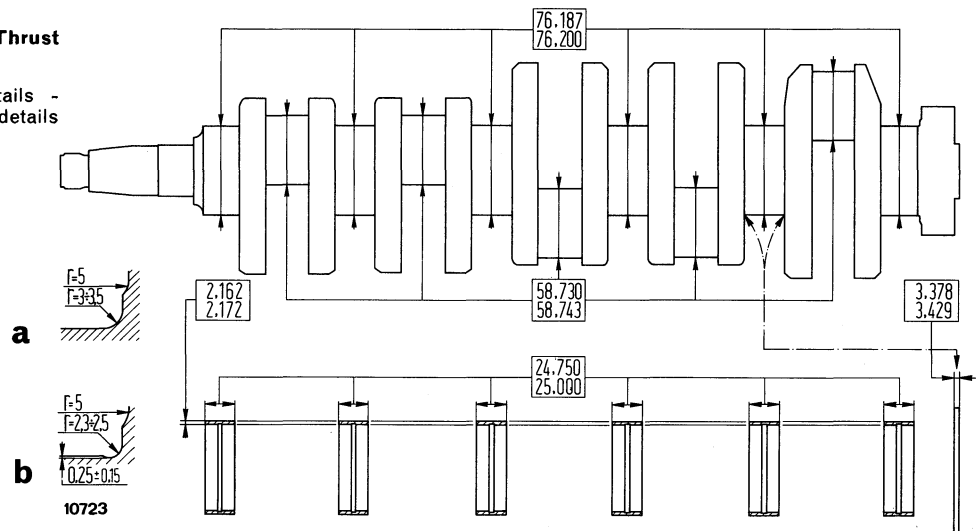 Thrust
76.187
76.200
tails -
details
Γ=5
Γ=3÷3,5
a
2.162
2.172
58.730
58.743
3.378
3.429
24.750
25.000
Γ=5
Γ=2,3÷2,5
b
0.25±0.15
10723